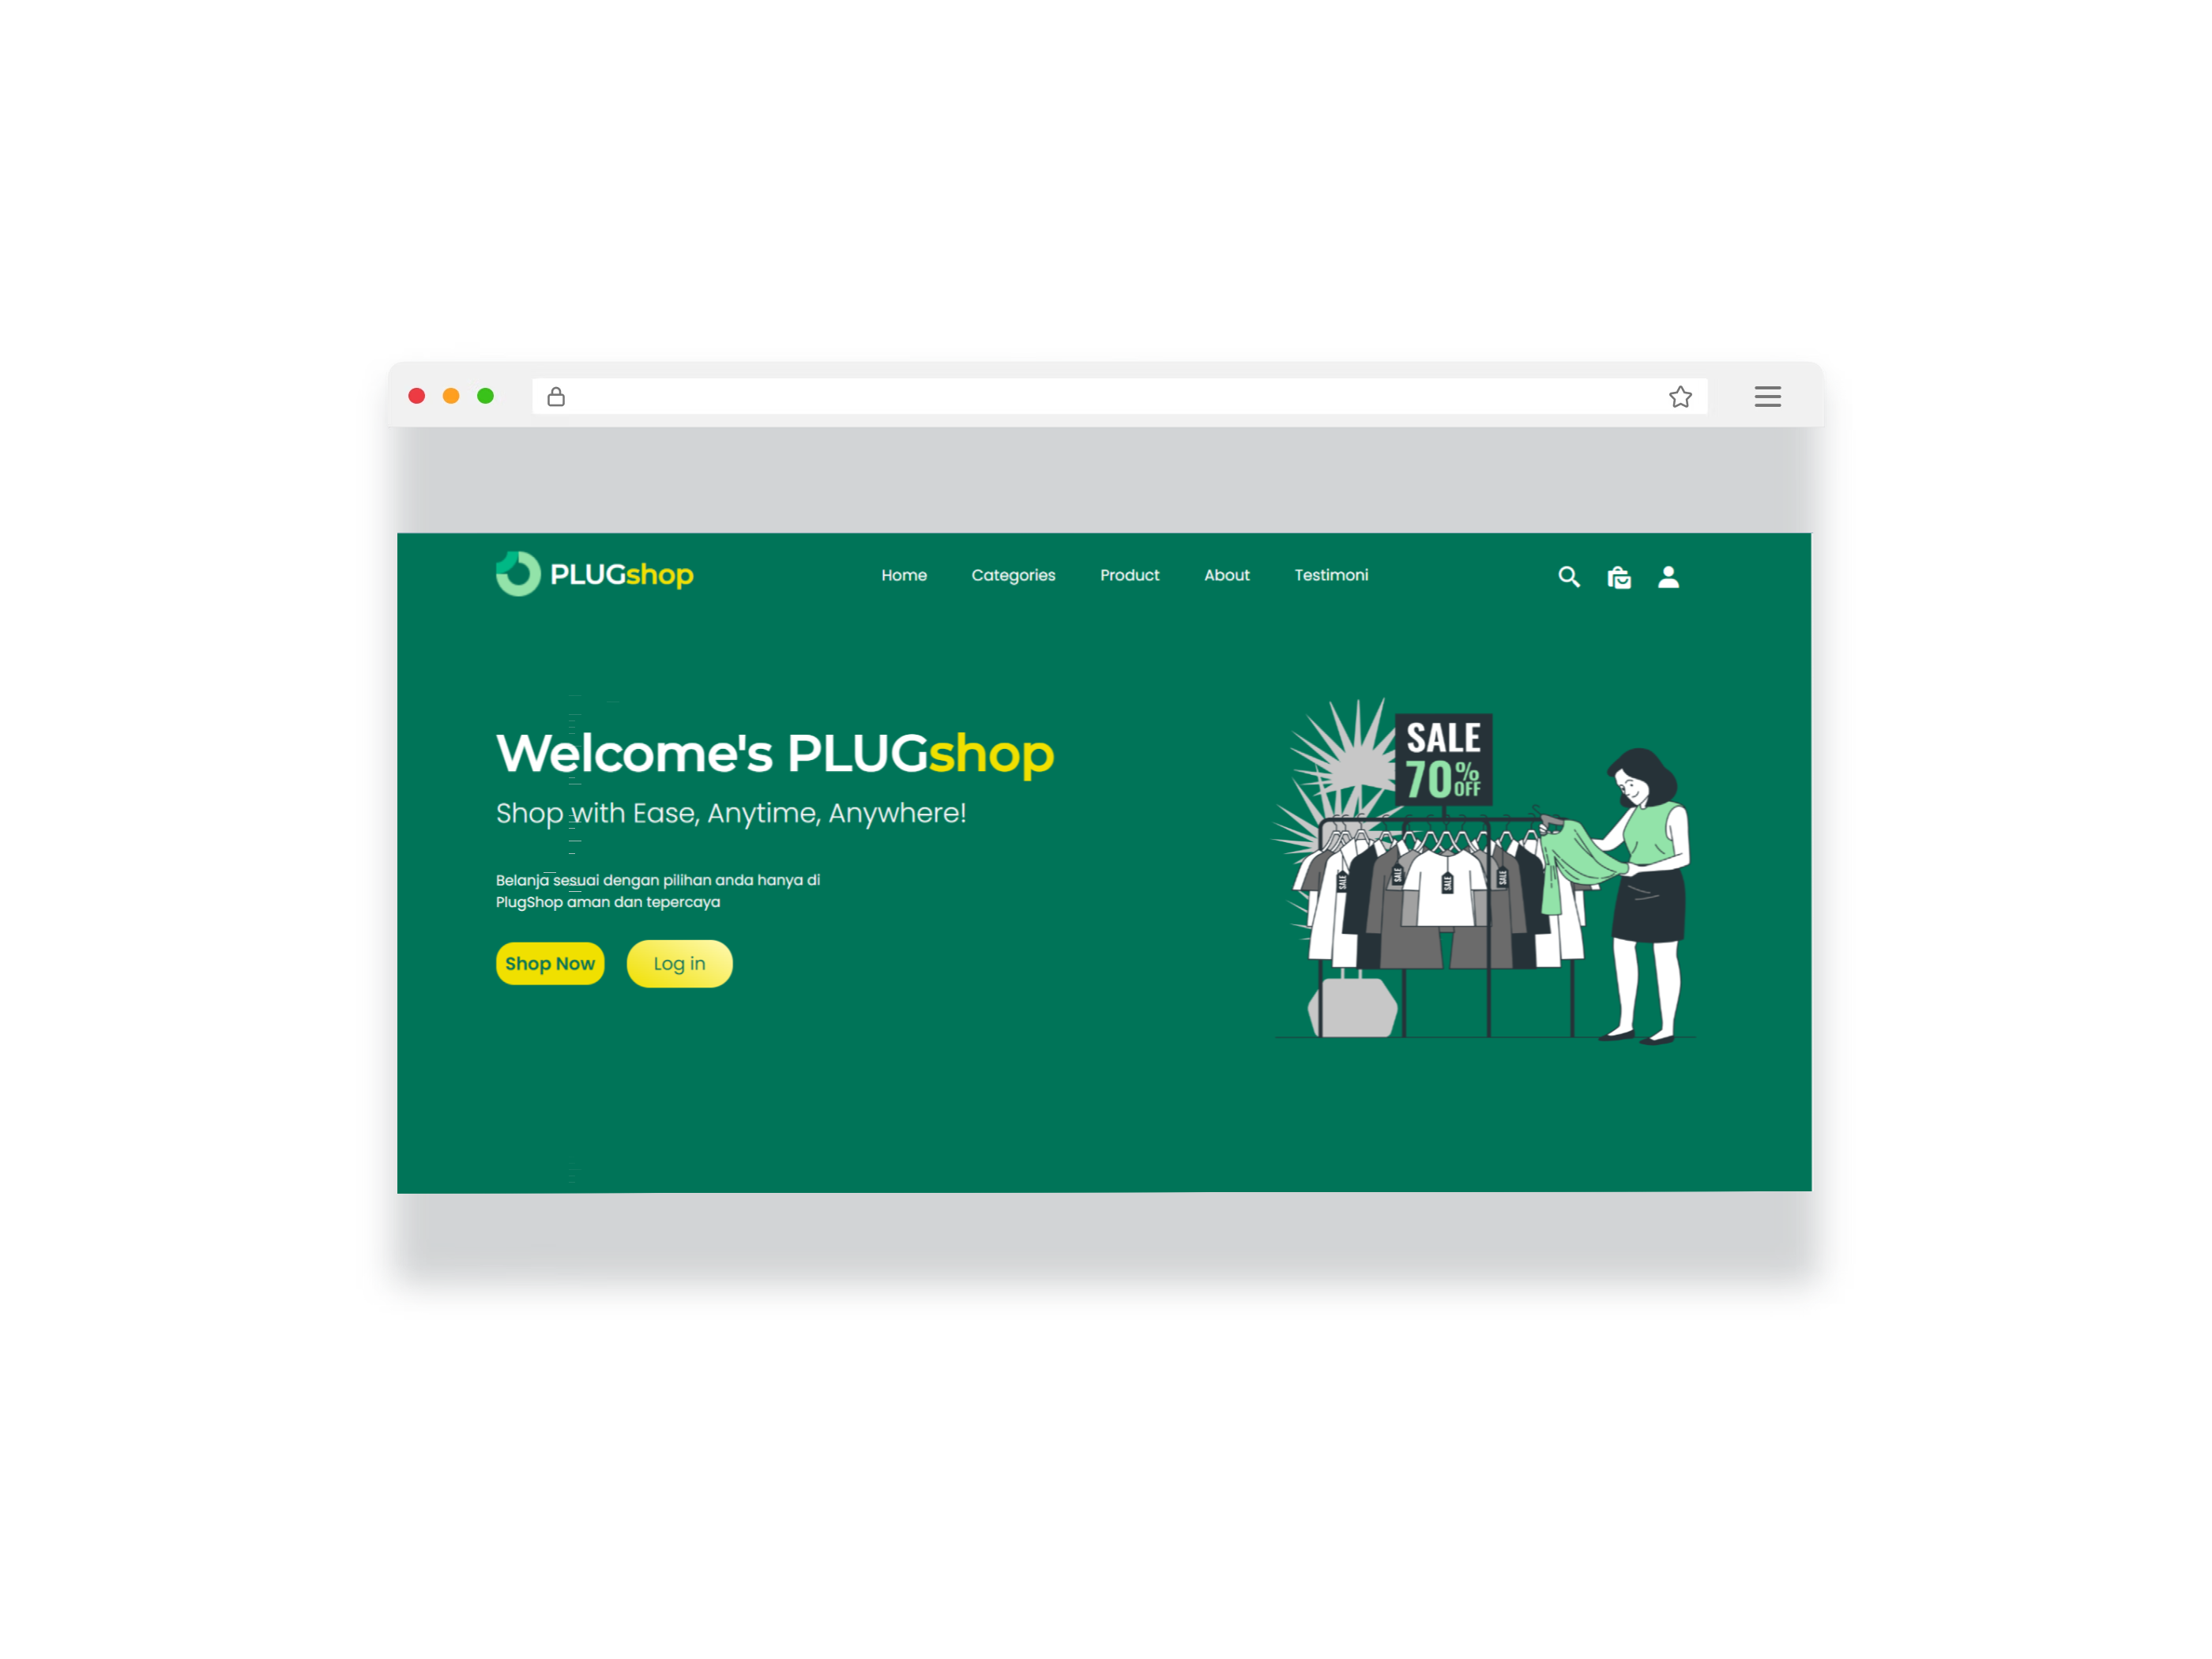 PLUGshop
Home
Categories
Product
About
Testimoni
Welcome's PLUGshop
Shop with Ease, Anytime, Anywhere!
Belanja sesuai dengan pilihan anda hanya di
PlugShop aman dan tepercaya
Shop Now
Log in
SALE
70% OFF
SALE
SALE
SALE
SALE